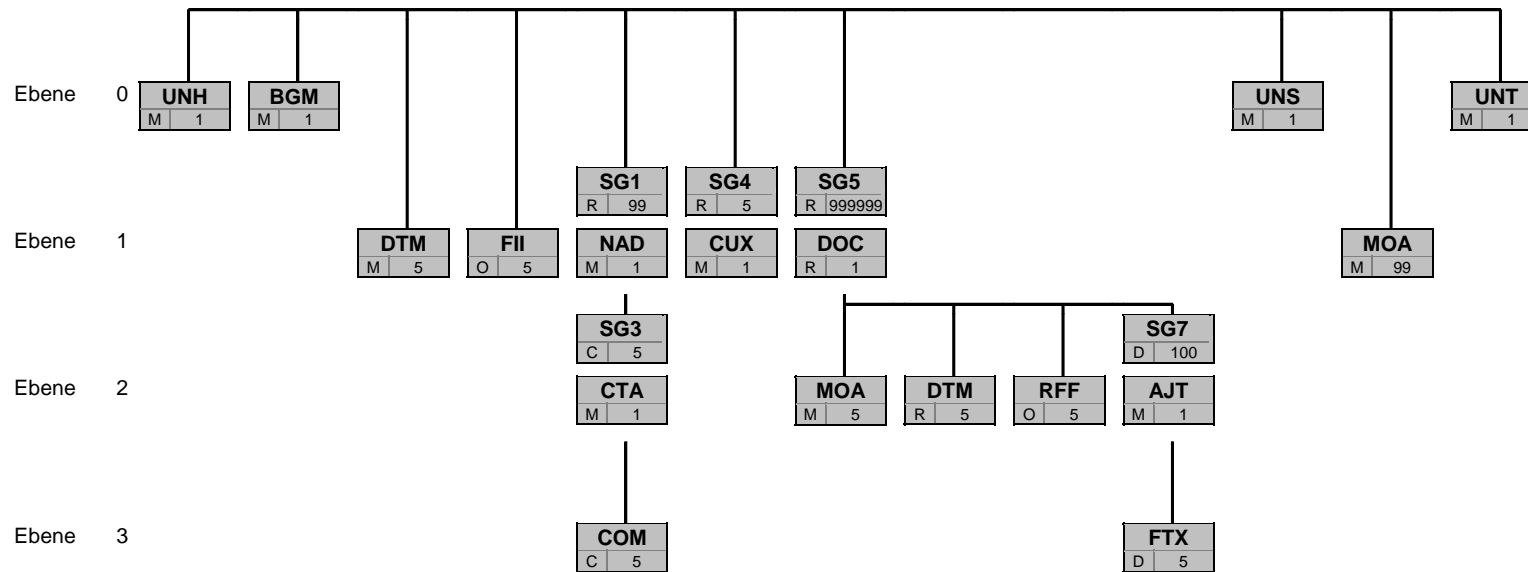 Ebene 0 UNH BGM UNS UNT
M 1 M 1 M 1 M 1
SG1 SG4 SG5
R 99 R 5 R 999999
Ebene 1 DTM FII NAD CUX DOC MOA
M 5 O 5 M 1 M 1 R 1 M 99
SG3 SG7
C 5 D 100
Ebene 2 CTA MOA DTM RFF AJT
M 1 M 5 R 5 O 5 M 1
Ebene 3 COM FTX
C 5 D 5